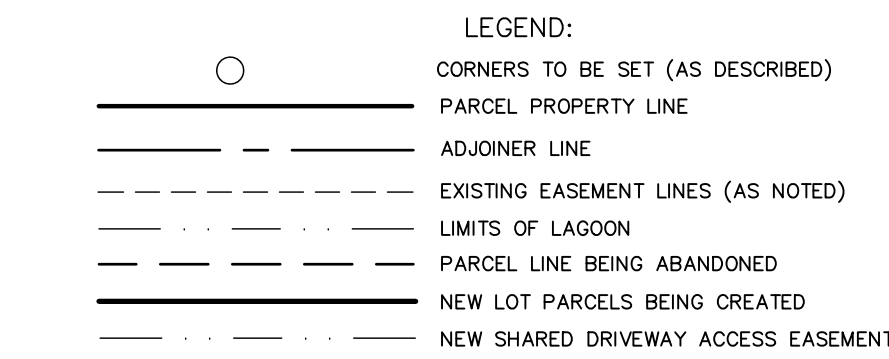 LEGEND:
CORNERS TO BE SET (AS DESCRIBED)
PARCEL PROPERTY LINE
ADJOINER LINE
EXISTING EASEMENT LINES (AS NOTED)
LIMITS OF LAGOON
PARCEL LINE BEING ABANDONED
NEW LOT PARCELS BEING CREATED
NEW SHARED DRIVEWAY ACCESS EASEMENT